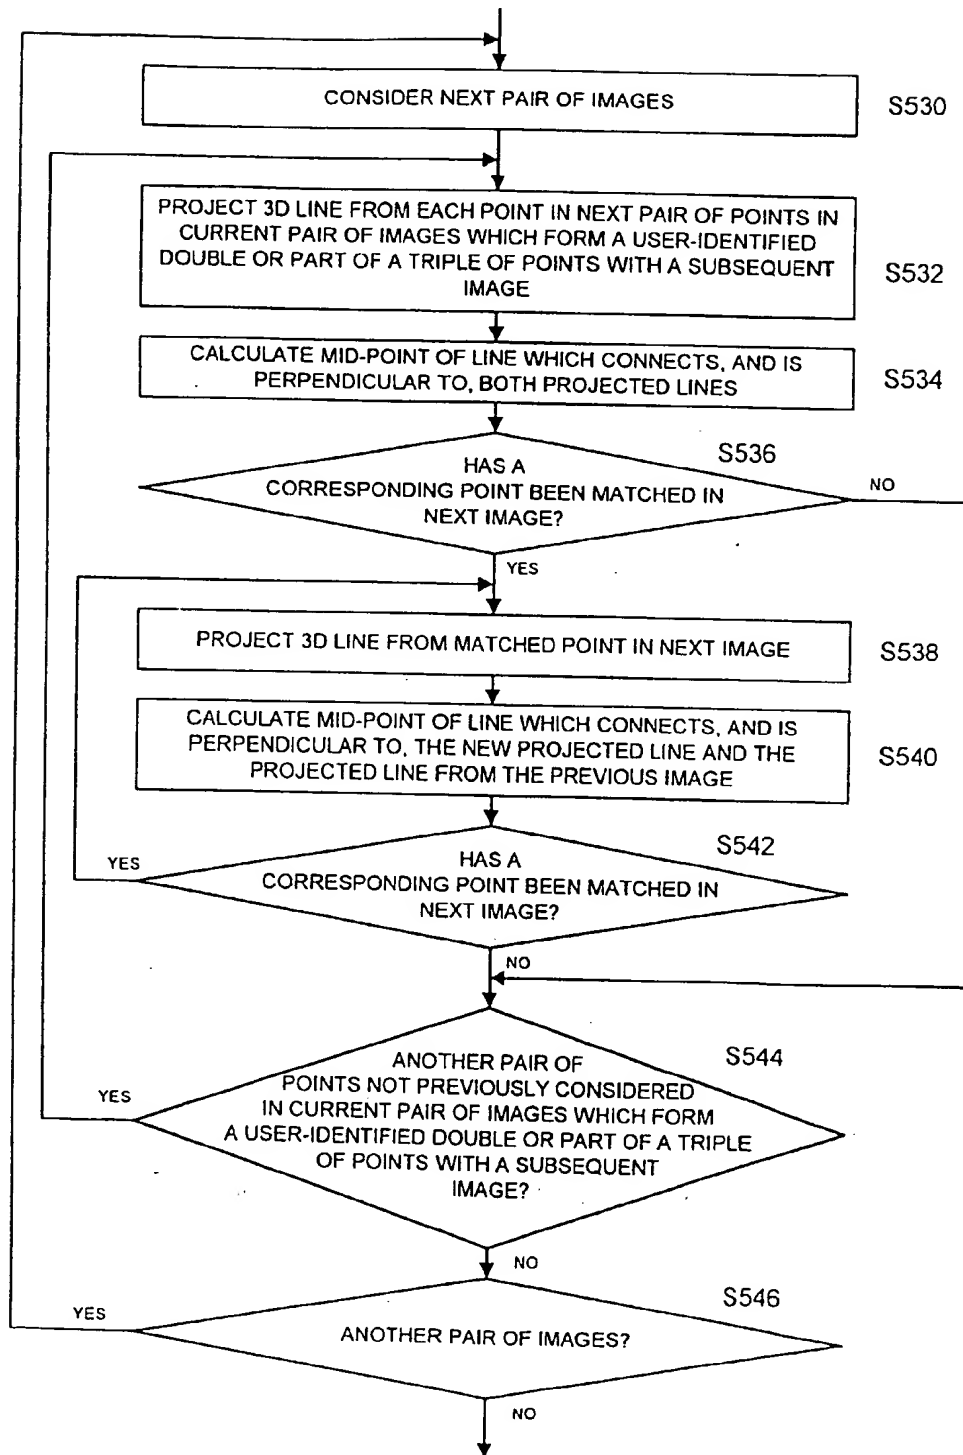 CONSIDER NEXT PAIR OF IMAGES
S530
PROJECT 3D LINE FROM EACH POINT IN NEXT PAIR OF POINTS IN
CURRENT PAIR OF IMAGES WHICH FORM A USER-IDENTIFIED
DOUBLE OR PART OF A TRIPLE OF POINTS WITH A SUBSEQUENT
IMAGE
S532
CALCULATE MID-POINT OF LINE WHICH CONNECTS, AND IS
PERPENDICULAR TO, BOTH PROJECTED LINES
S534
S536
HAS A
CORRESPONDING POINT BEEN MATCHED IN
NEXT IMAGE?
NO
YES
PROJECT 3D LINE FROM MATCHED POINT IN NEXT IMAGE
S538
CALCULATE MID-POINT OF LINE WHICH CONNECTS, AND IS
PERPENDICULAR TO, THE NEW PROJECTED LINE AND THE
PROJECTED LINE FROM THE PREVIOUS IMAGE
S540
S542
YES
HAS A
CORRESPONDING POINT BEEN MATCHED IN
NEXT IMAGE?
NO
S544
YES
ANOTHER PAIR OF
POINTS NOT PREVIOUSLY CONSIDERED
IN CURRENT PAIR OF IMAGES WHICH FORM
A USER-IDENTIFIED DOUBLE OR PART OF A TRIPLE
OF POINTS WITH A SUBSEQUENT
IMAGE?
NO
S546
YES
ANOTHER PAIR OF IMAGES?
NO